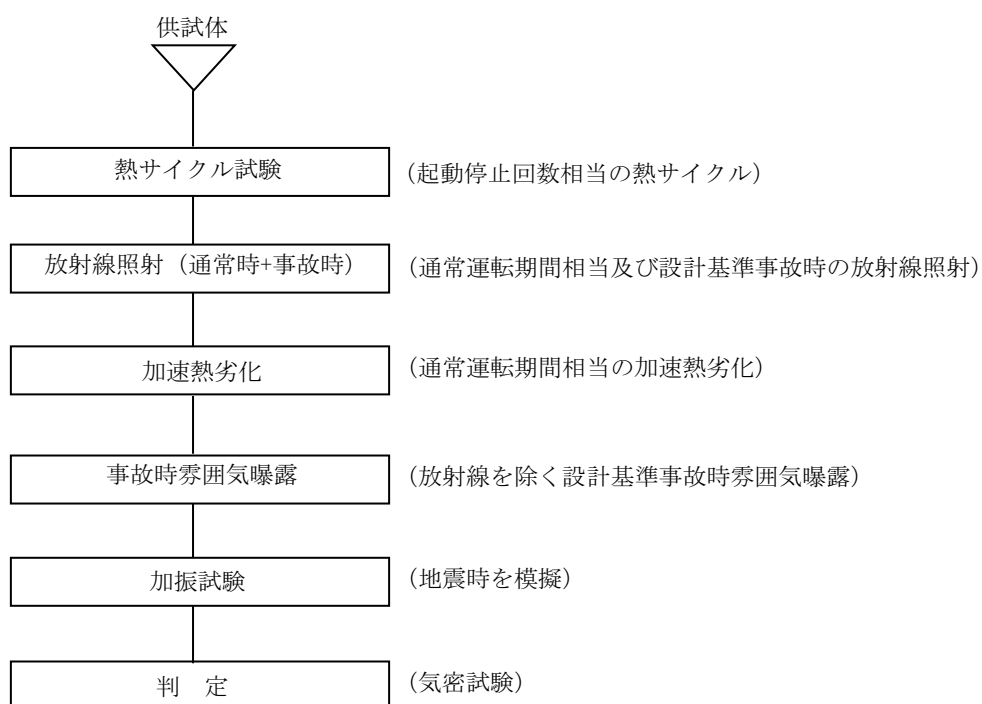 供試体
熱サイクル試験 (起動停止回数相当の熱サイクル)
放射線照射（通常時+事故時） (通常運転期間相当及び設計基準事故時の放射線照射)
加速熱劣化 (通常運転期間相当の加速熱劣化)
事故時雰囲気曝露 (放射線を除く設計基準事故時雰囲気曝露)
加振試験 (地震時を模擬)
判　定 (気密試験)